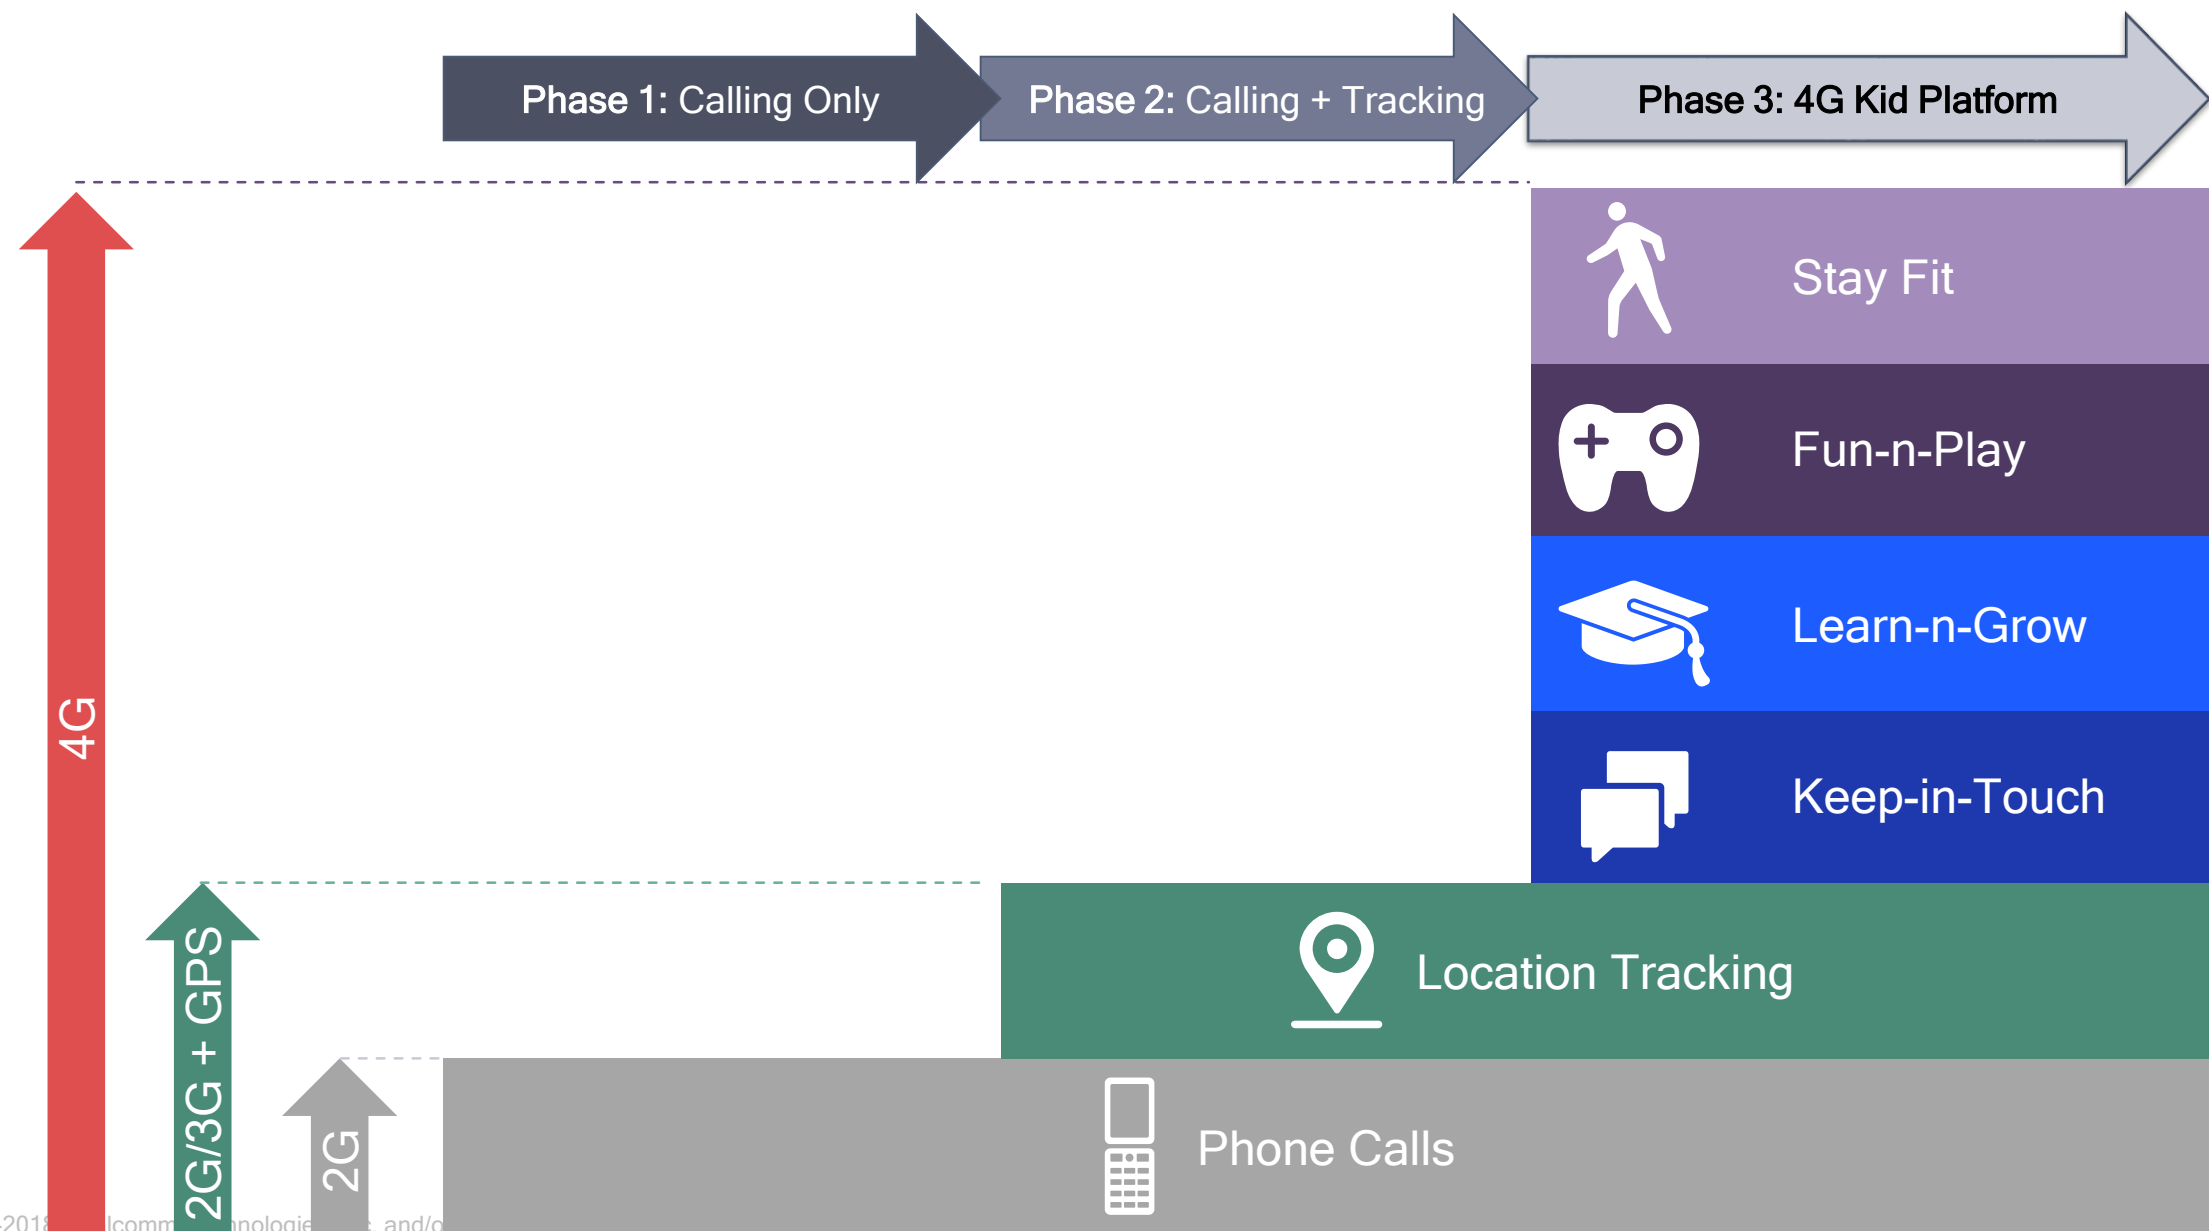 Phase 1: Calling Only
Phase 2: Calling + Tracking
Phase 3: 4G Kid Platform
Stay Fit
Fun-n-Play
Learn-n-Grow
Keep-in-Touch
Location Tracking
Phone Calls
4G
2G/3G + GPS
2G
-2018